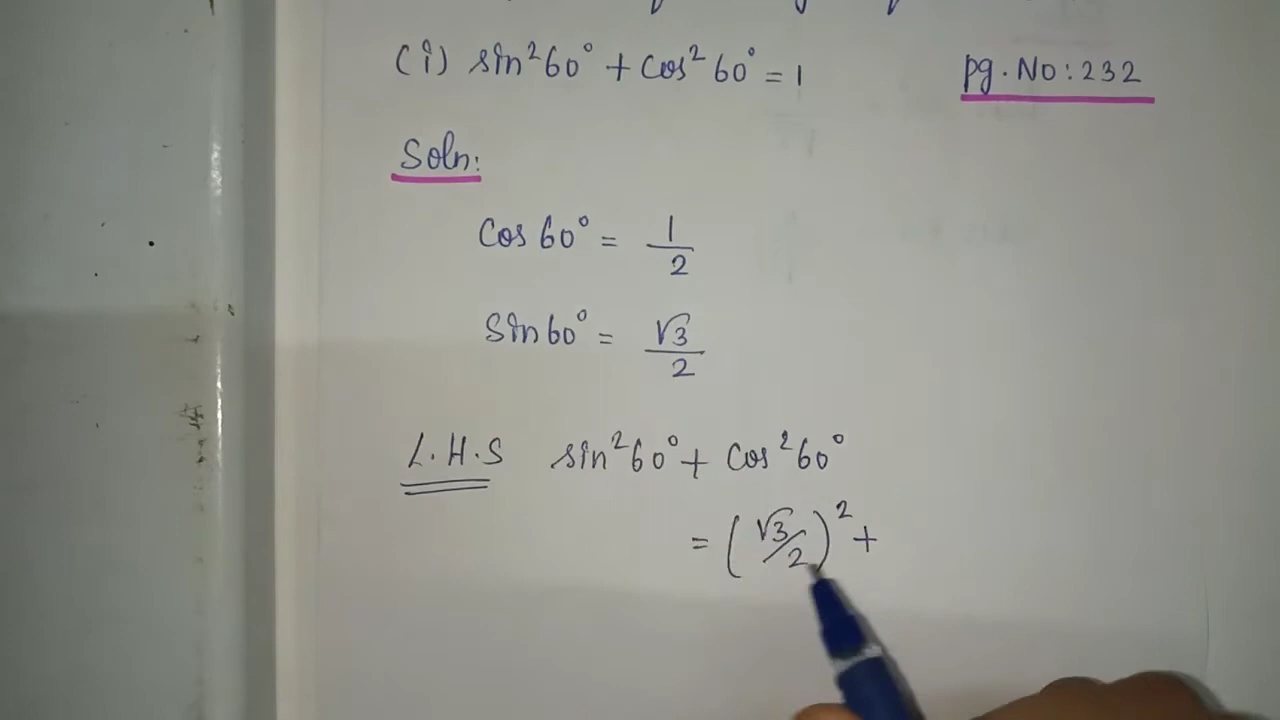 (i) sin²60° + cos²60° = 1
pg. No: 232
Soln:
Cos 60° = 1/2
Sin 60° = √3/2
L.H.S sin²60° + cos²60°
= (√3/2)² +